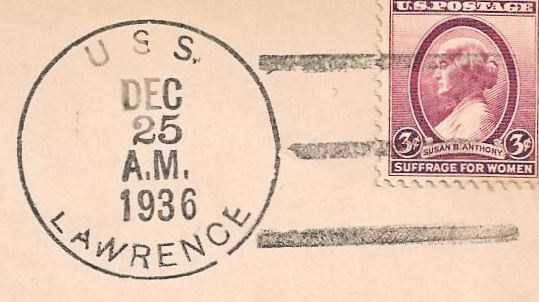 U.S.S.
DEC
25
A.M.
1936
LAWRENCE
U.S. POSTAGE
3¢ 3¢
SUSAN B. ANTHONY
SUFFRAGE FOR WOMEN